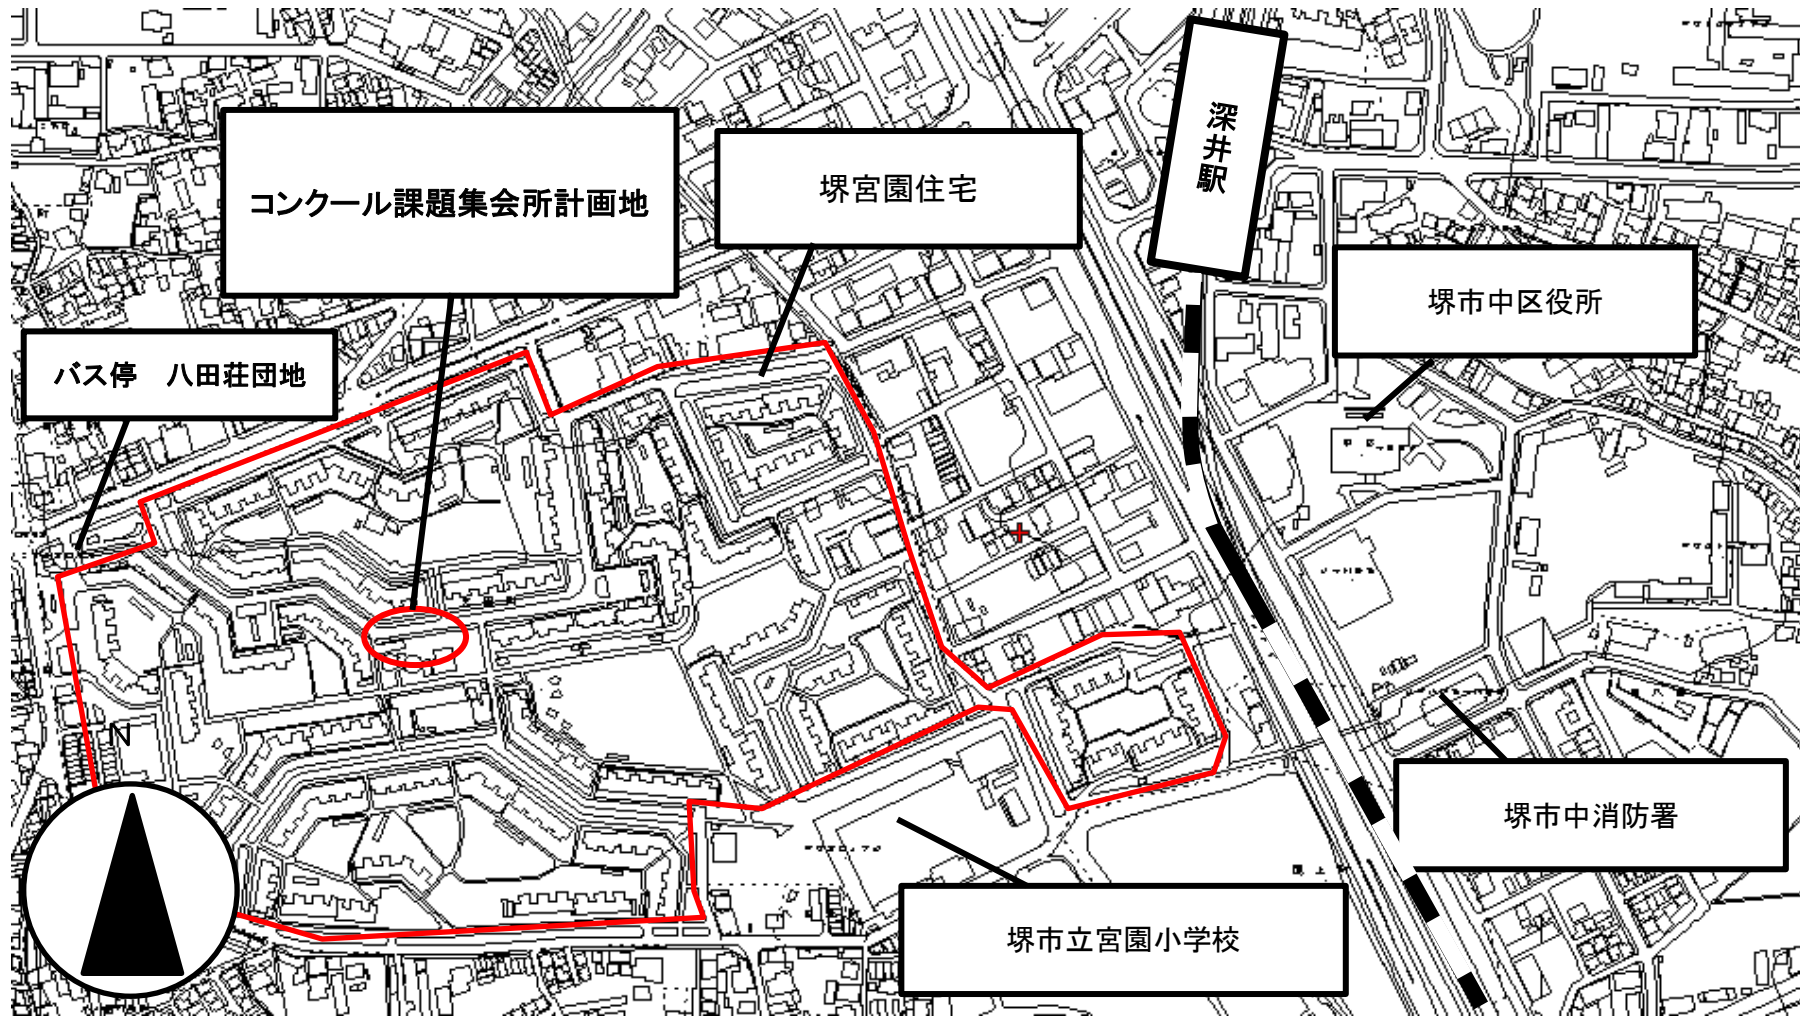 深井駅
コンクール課題集会所計画地
堺宮園住宅
堺市中区役所
バス停　八田荘団地
N
堺市中消防署
堺市立宮園小学校